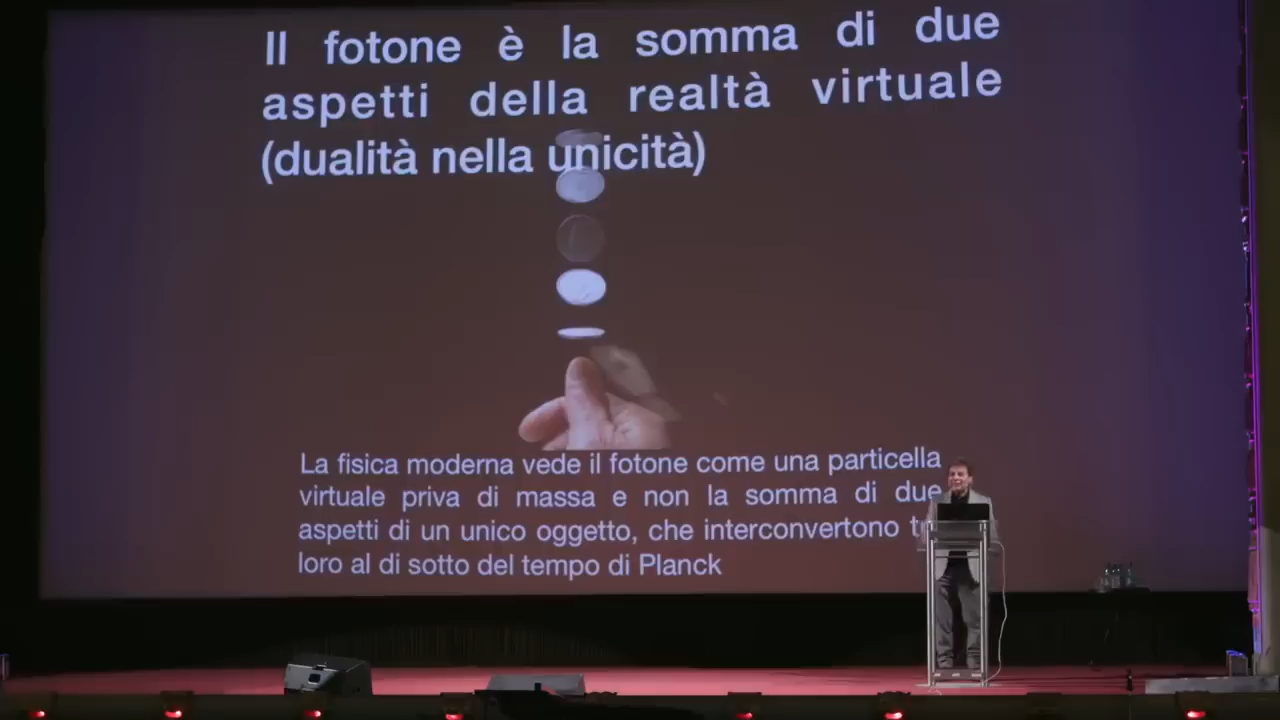 Il fotone è la somma di due
aspetti della realtà virtuale
(dualità nella unicità)
La fisica moderna vede il fotone come una particella
virtuale priva di massa e non la somma di due
aspetti di un unico oggetto, che interconvertono
loro al di sotto del tempo di Planck